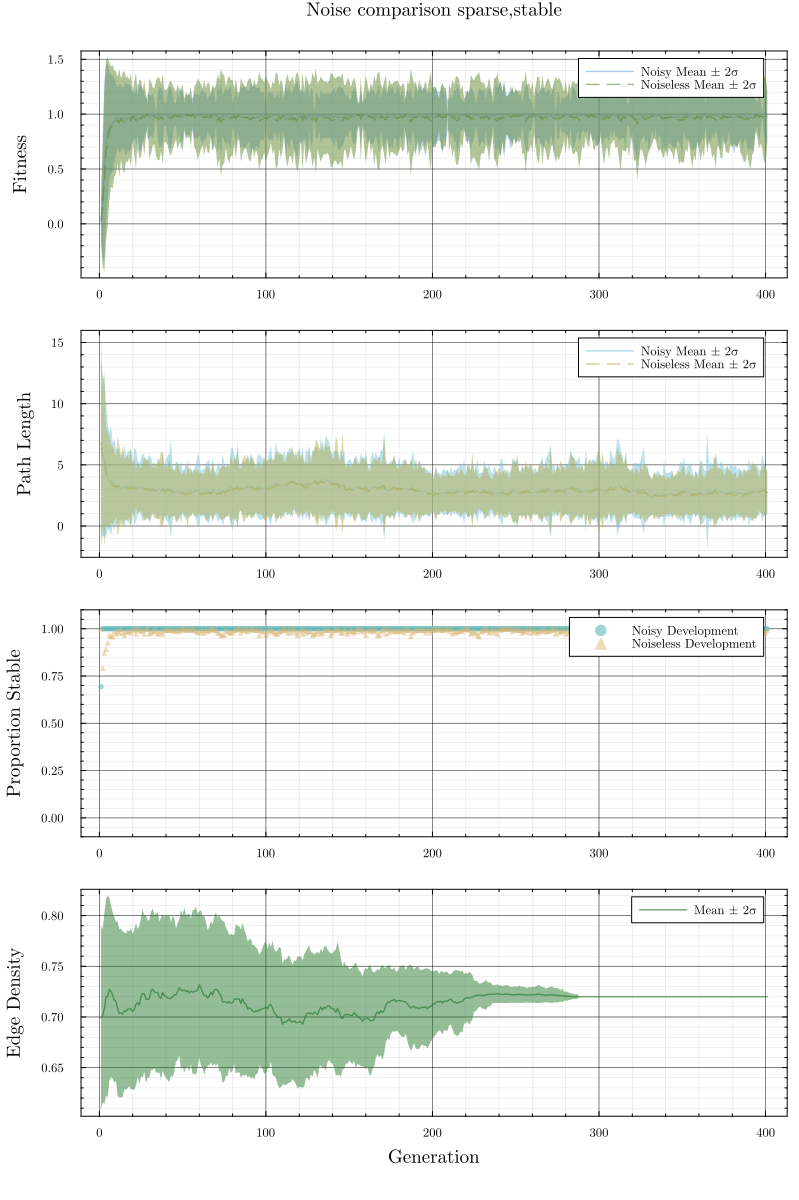 Noise comparison sparse,stable
Fitness
1.5
1.0
0.5
0.0
Noisy Mean ± 2σ
Noiseless Mean ± 2σ
0 100 200 300 400
Path Length
15
10
5
0
Noisy Mean ± 2σ
Noiseless Mean ± 2σ
0 100 200 300 400
Proportion Stable
1.00
0.75
0.50
0.25
0.00
Noisy Development
Noiseless Development
0 100 200 300 400
Edge Density
0.80
0.75
0.70
0.65
Mean ± 2σ
0 100 200 300 400
Generation